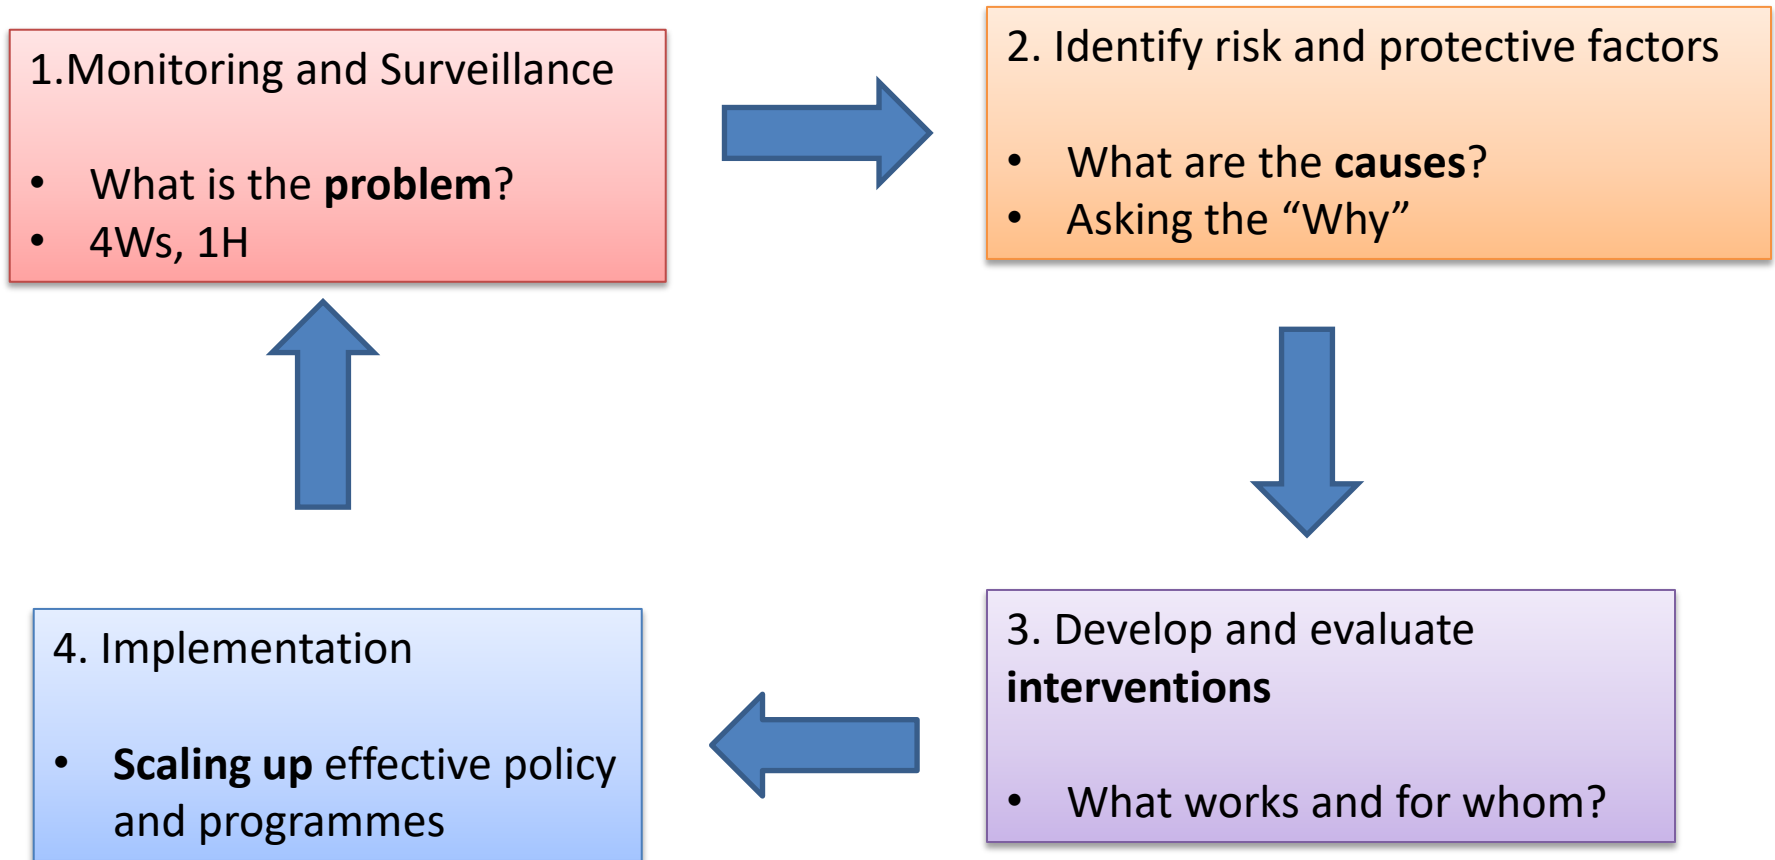 1.Monitoring and Surveillance
• What is the problem?
• 4Ws, 1H
2. Identify risk and protective factors
• What are the causes?
• Asking the “Why”
3. Develop and evaluate
interventions
• What works and for whom?
4. Implementation
• Scaling up effective policy
and programmes